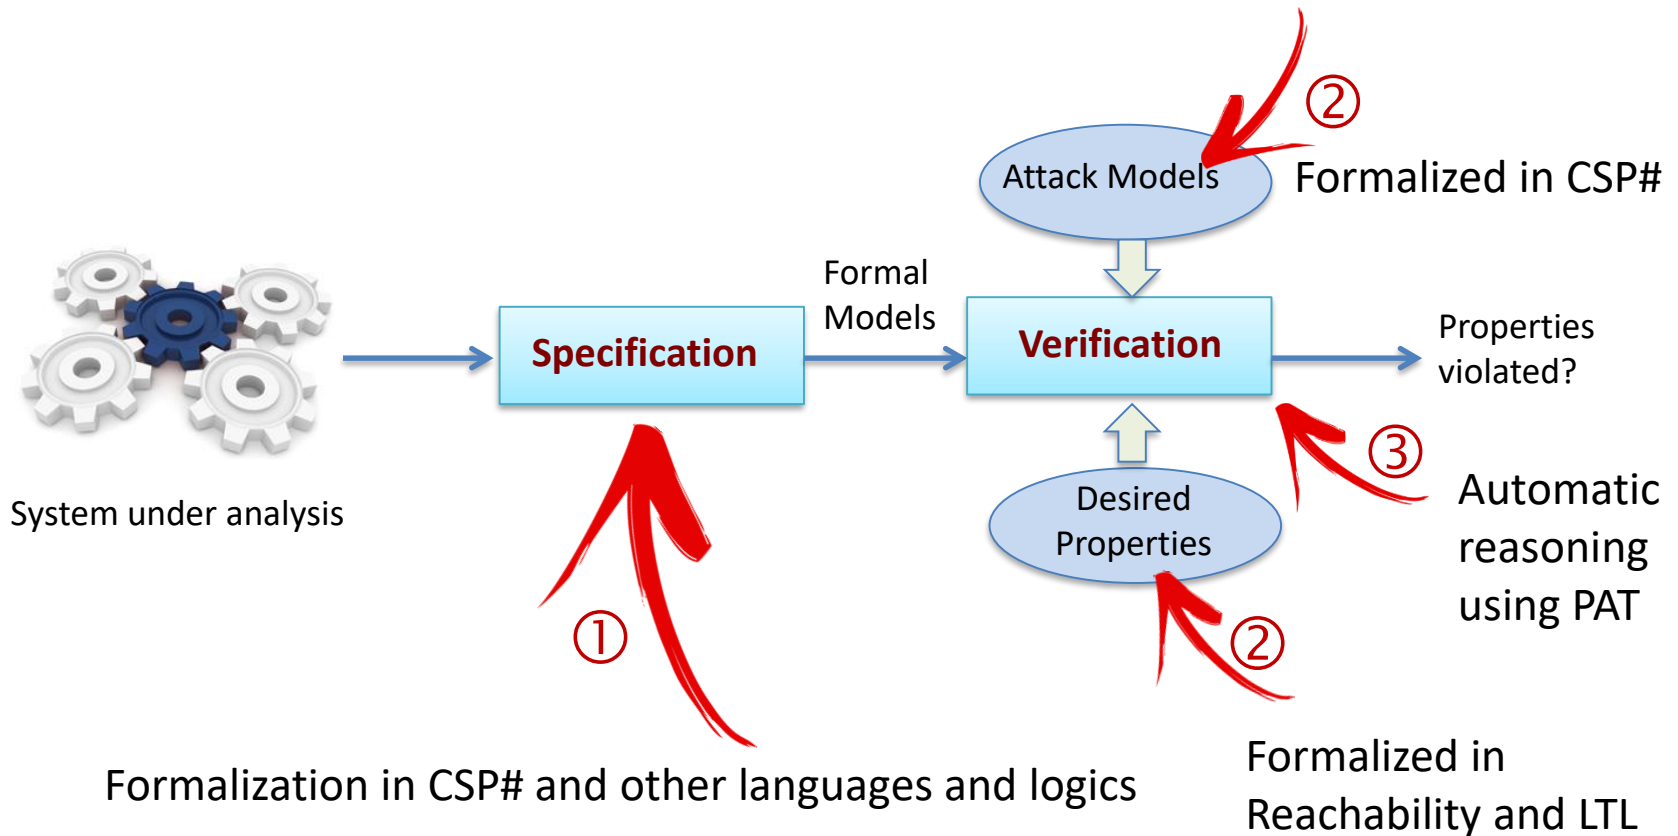 ②
Attack Models
Formalized in CSP#
Formal
Models
Specification
Verification
Properties
violated?
③
System under analysis
Desired
Properties
Automatic
reasoning
using PAT
①
②
Formalization in CSP# and other languages and logics
Formalized in
Reachability and LTL